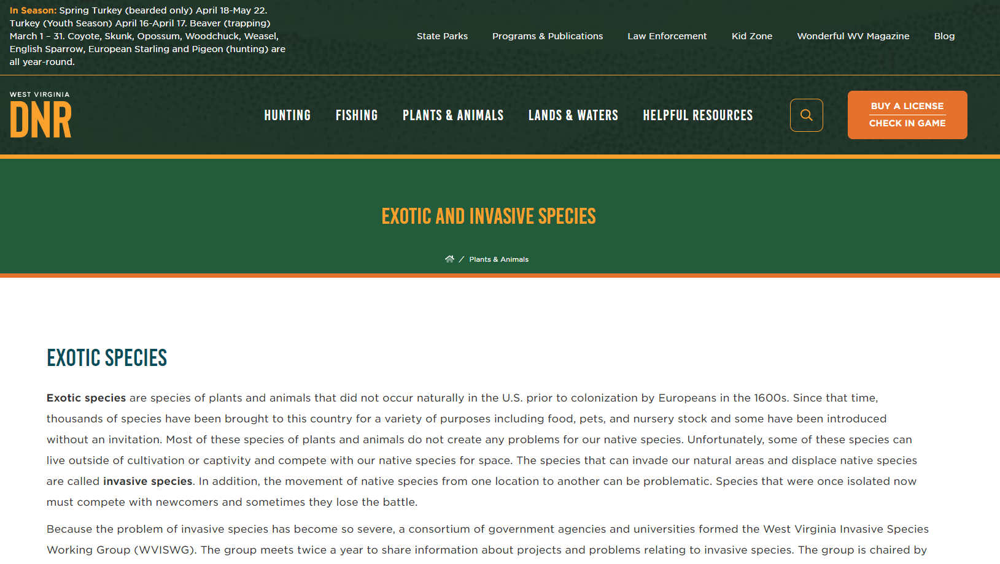 In Season: Spring Turkey (bearded only) April 18-May 22.
Turkey (Youth Season) April 16-April 17. Beaver (trapping)
March 1 – 31. Coyote, Skunk, Opossum, Woodchuck, Weasel,
English Sparrow, European Starling and Pigeon (hunting) are
all year-round.
State Parks Programs & Publications Law Enforcement Kid Zone Wonderful WV Magazine Blog
WEST VIRGINIA
DNR
HUNTING FISHING PLANTS & ANIMALS LANDS & WATERS HELPFUL RESOURCES
BUY A LICENSE
CHECK IN GAME
EXOTIC AND INVASIVE SPECIES
/ Plants & Animals
EXOTIC SPECIES
Exotic species are species of plants and animals that did not occur naturally in the U.S. prior to colonization by Europeans in the 1600s. Since that time,
thousands of species have been brought to this country for a variety of purposes including food, pets, and nursery stock and some have been introduced
without an invitation. Most of these species of plants and animals do not create any problems for our native species. Unfortunately, some of these species can
live outside of cultivation or captivity and compete with our native species for space. The species that can invade our natural areas and displace native species
are called invasive species. In addition, the movement of native species from one location to another can be problematic. Species that were once isolated now
must compete with newcomers and sometimes they lose the battle.
Because the problem of invasive species has become so severe, a consortium of government agencies and universities formed the West Virginia Invasive Species
Working Group (WVISWG). The group meets twice a year to share information about projects and problems relating to invasive species. The group is chaired by